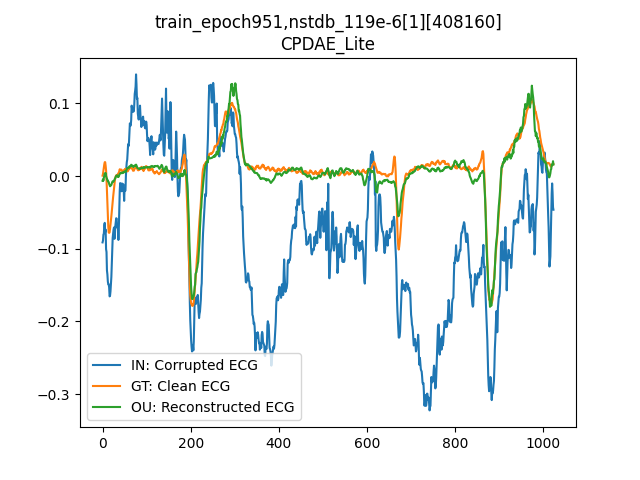 train_epoch951,nstdb_119e-6[1][408160]
CPDAE_Lite
0.1
0.0
−0.1
−0.2
−0.3
IN: Corrupted ECG
GT: Clean ECG
OU: Reconstructed ECG
0 200 400 600 800 1000